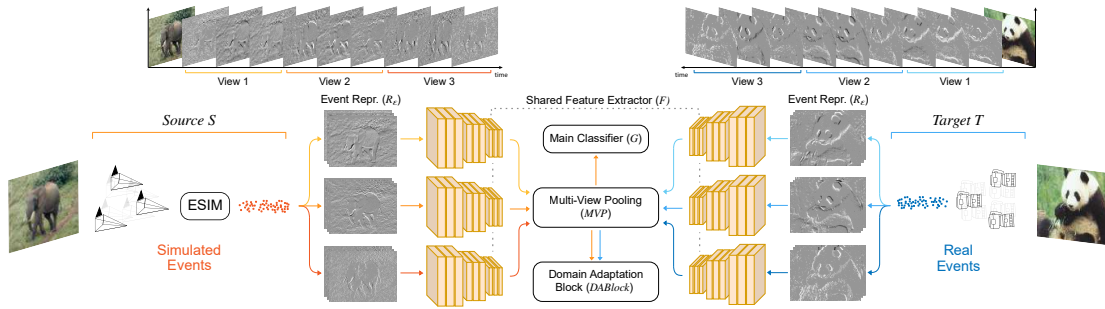 View 1
View 2
View 3
time
time
View 3
View 2
View 1
Source S
Event Repr. (R_ε)
Shared Feature Extractor (F)
Event Repr. (R_ε)
Target T
Main Classifier (G)
ESIM
Multi-View Pooling
(MVP)
Simulated
Events
Real
Events
Domain Adaptation
Block (DABlock)